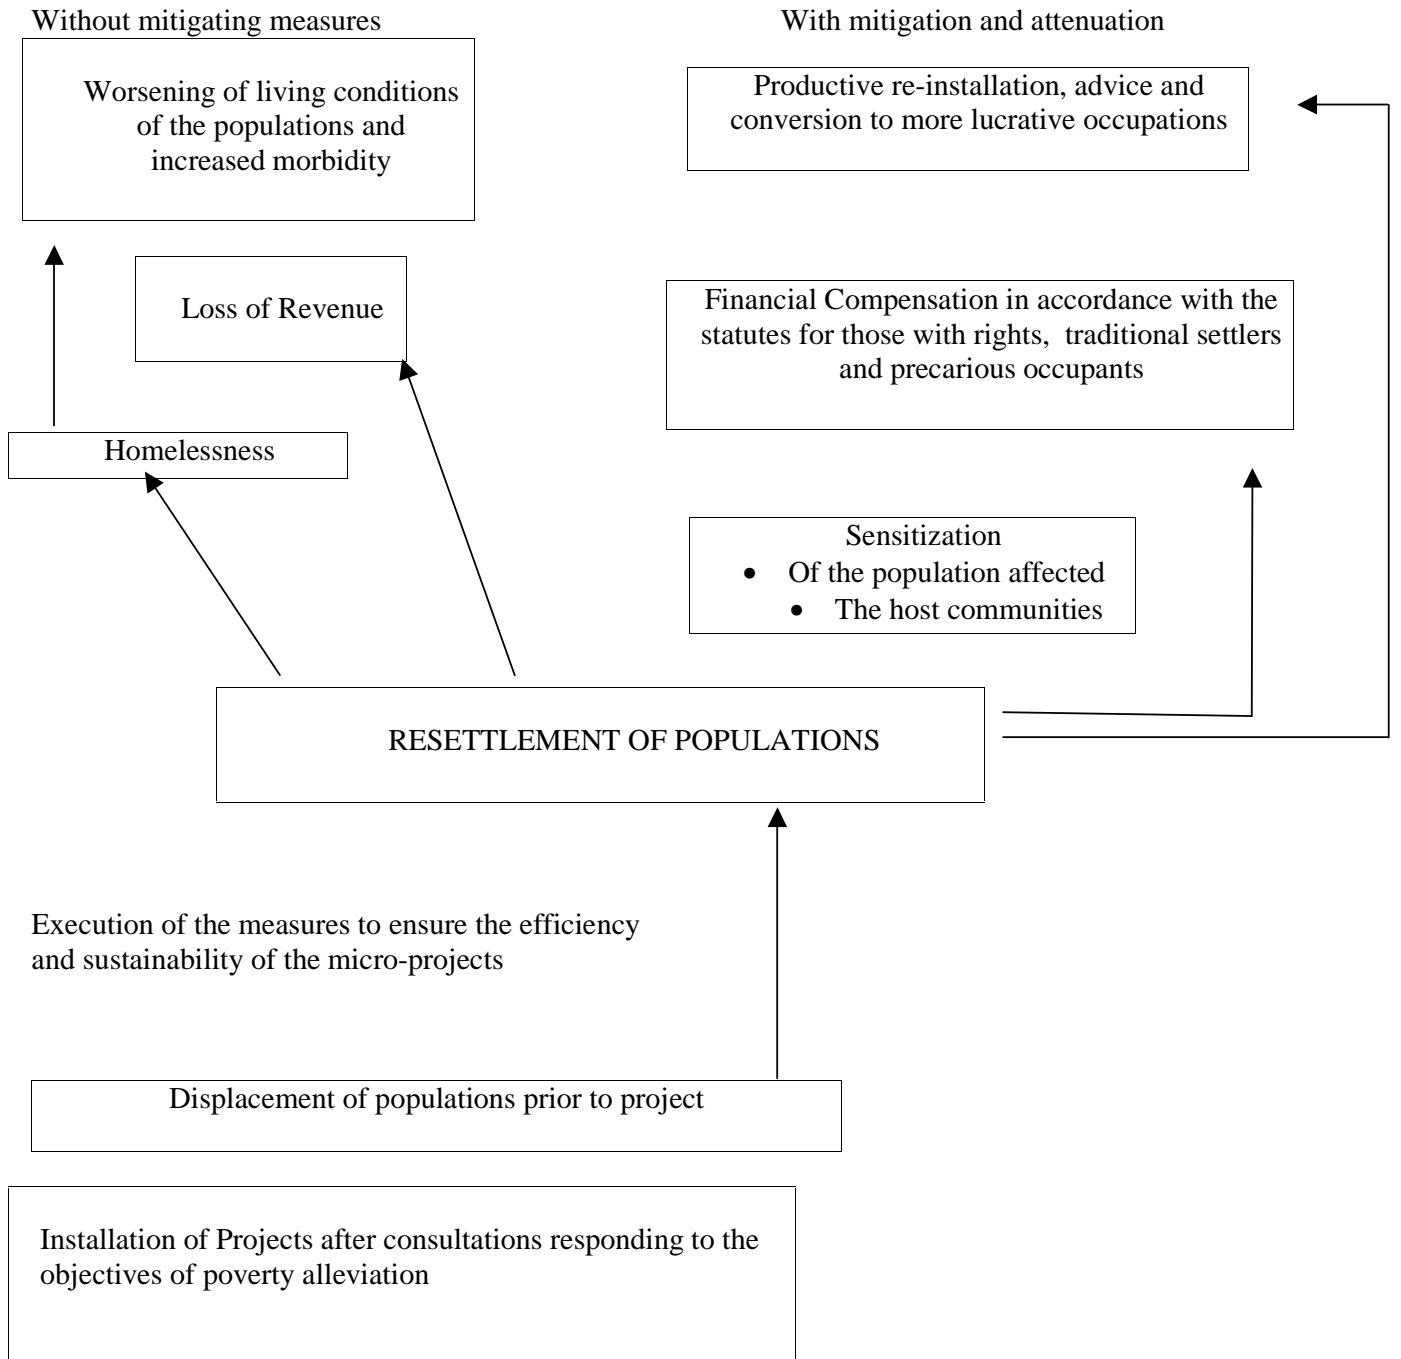 Without mitigating measures
With mitigation and attenuation
Worsening of living conditions
of the populations and
increased morbidity
Productive re-installation, advice and
conversion to more lucrative occupations
Loss of Revenue
Financial Compensation in accordance with the
statutes for those with rights, traditional settlers
and precarious occupants
Homelessness
Sensitization
• Of the population affected
• The host communities
RESETTLEMENT OF POPULATIONS
Execution of the measures to ensure the efficiency
and sustainability of the micro-projects
Displacement of populations prior to project
Installation of Projects after consultations responding to the
objectives of poverty alleviation